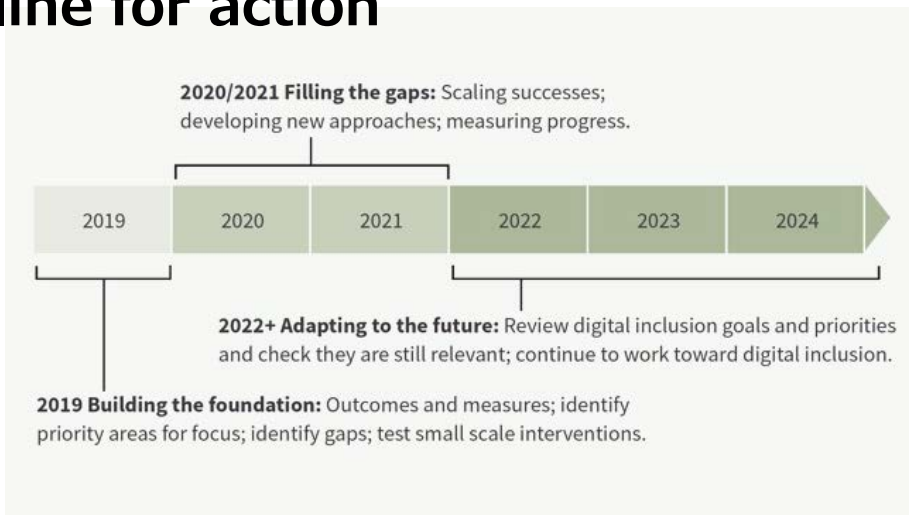 line for action
2020/2021 Filling the gaps: Scaling successes;
developing new approaches; measuring progress.
2019
2020
2021
2022
2023
2024
2022+ Adapting to the future: Review digital inclusion goals and priorities
and check they are still relevant; continue to work toward digital inclusion.
2019 Building the foundation: Outcomes and measures; identify
priority areas for focus; identify gaps; test small scale interventions.